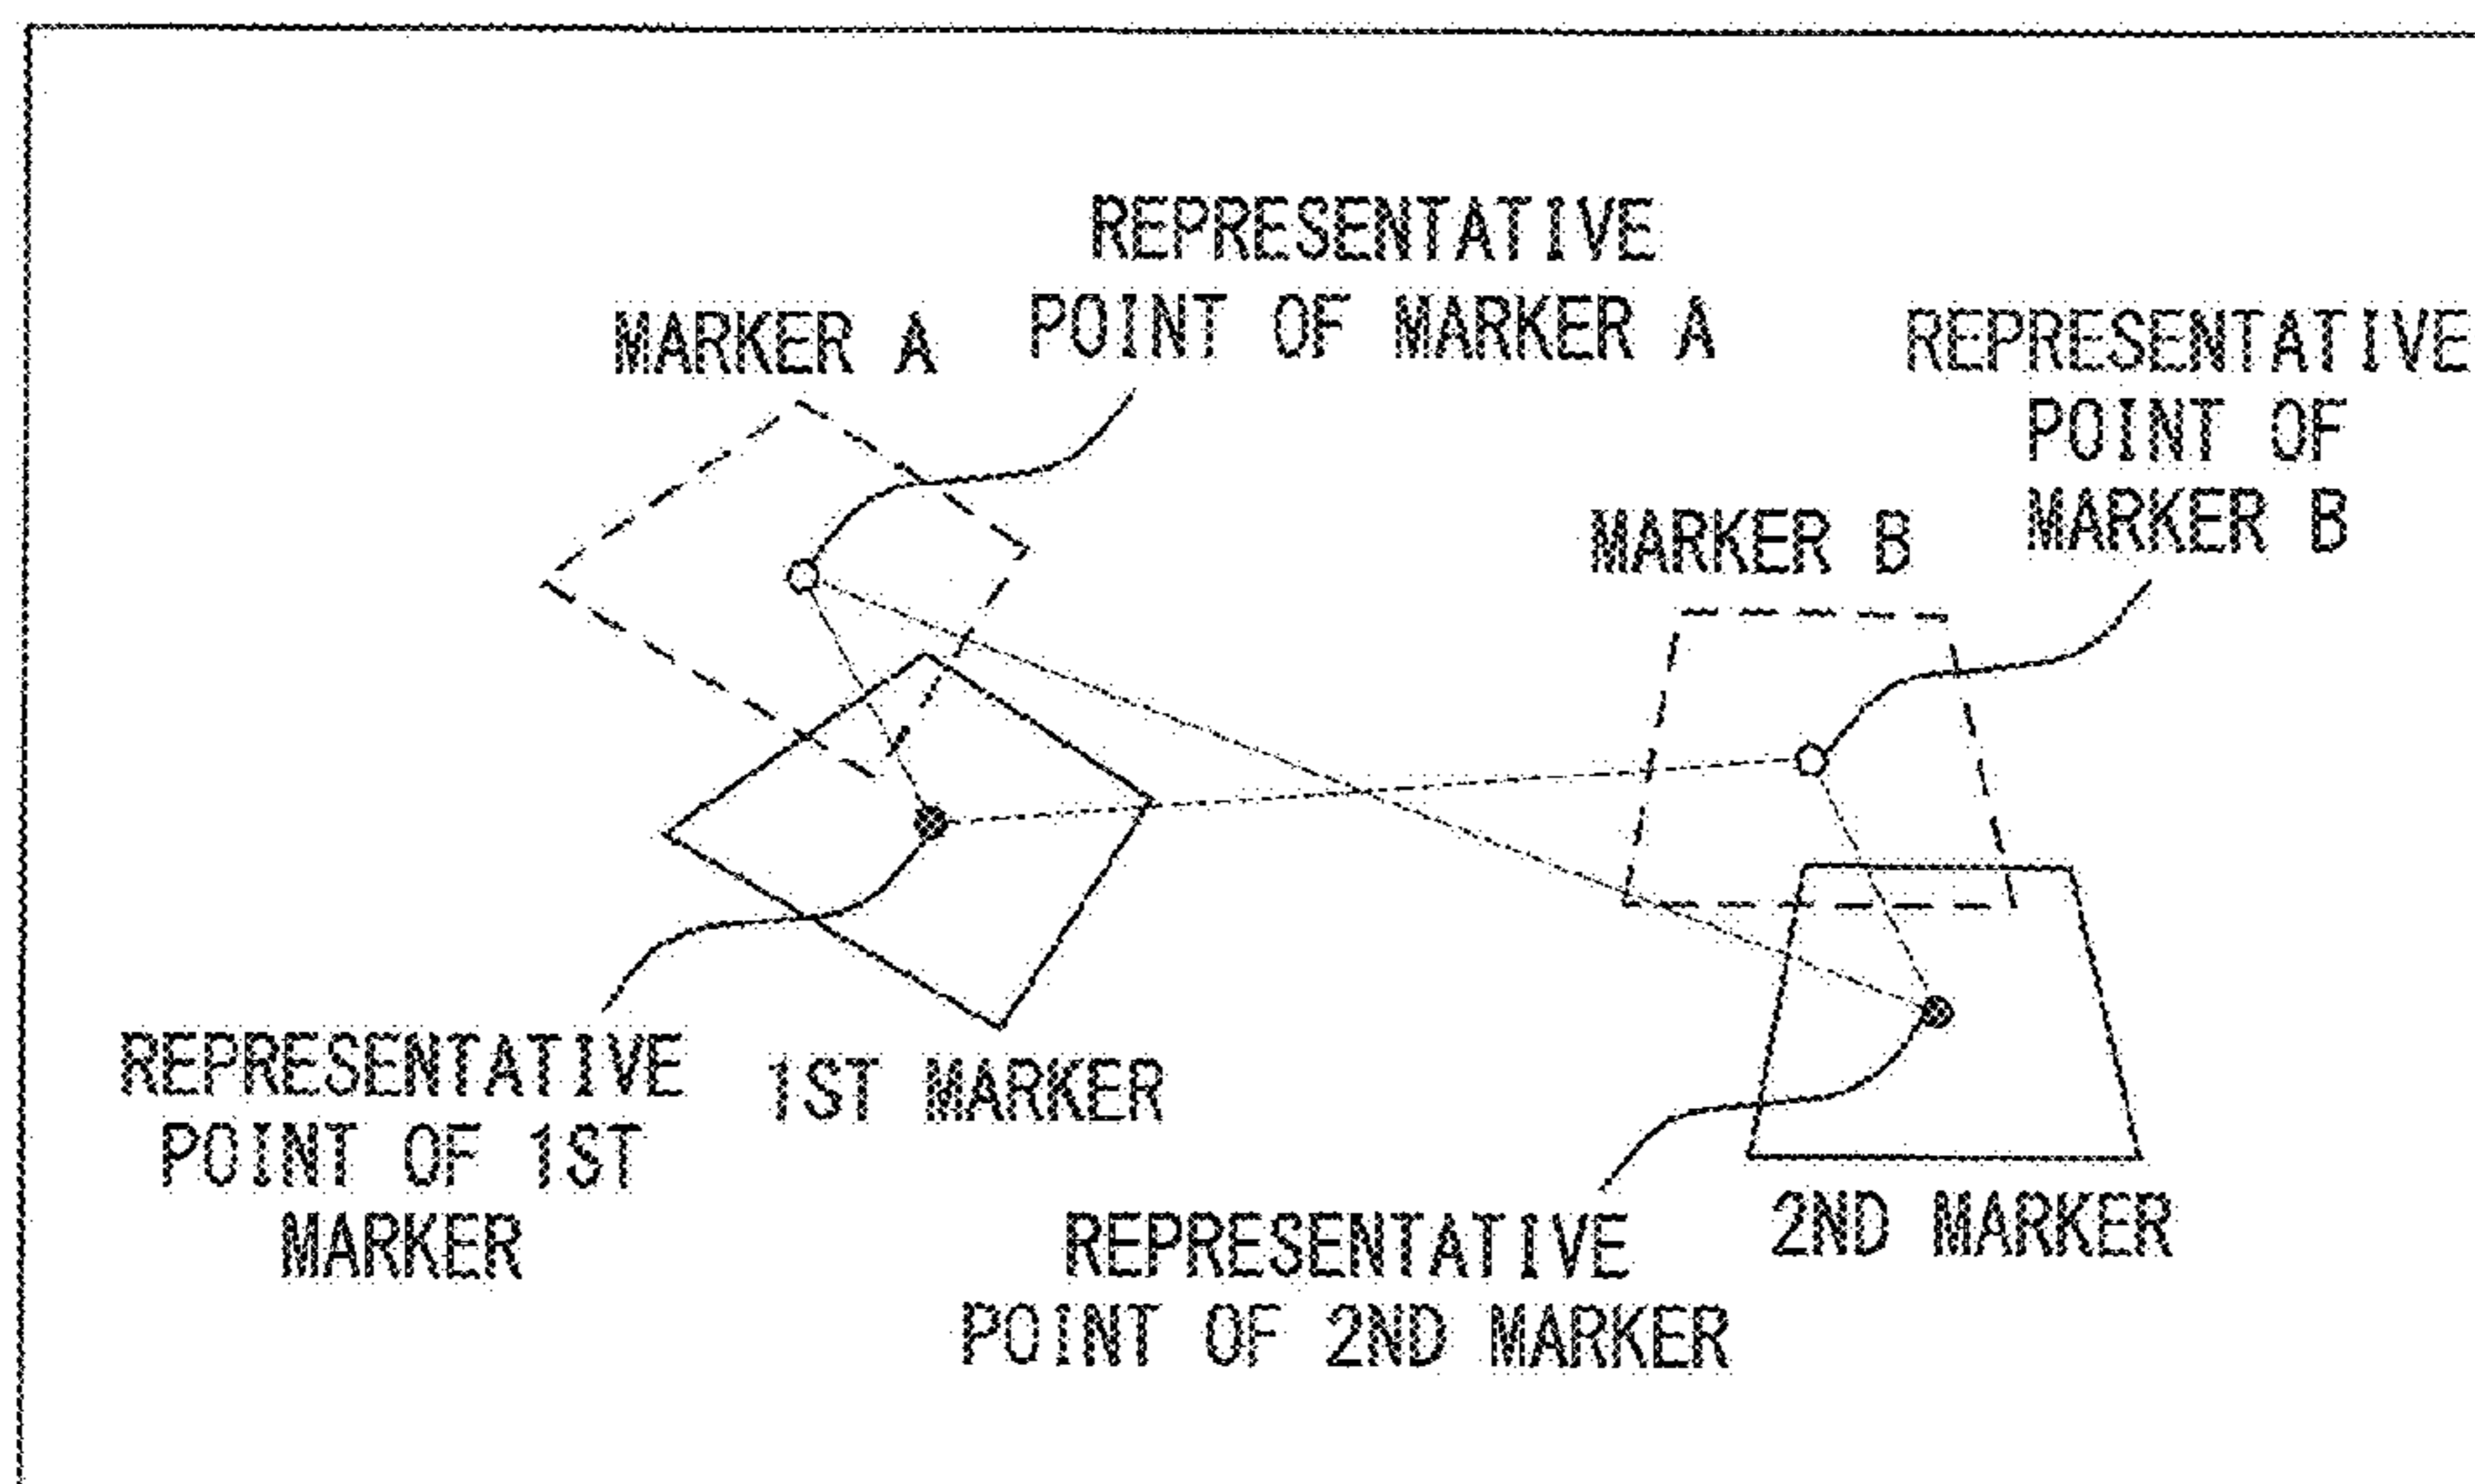 REPRESENTATIVE
POINT OF MARKER A
MARKER A
REPRESENTATIVE
POINT OF
MARKER B
MARKER B
REPRESENTATIVE
POINT OF 1ST
MARKER
1ST MARKER
2ND MARKER
REPRESENTATIVE
POINT OF 2ND MARKER